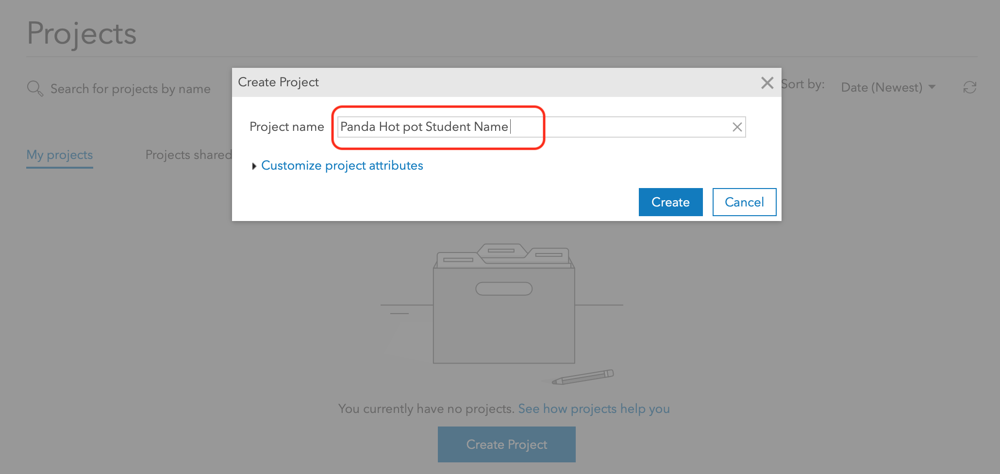 Projects
Search for projects by name
Sort by:
Date (Newest)
My projects
Projects shared
Create Project
Project name
Panda Hot pot Student Name
Customize project attributes
Create
Cancel
You currently have no projects. See how projects help you
Create Project